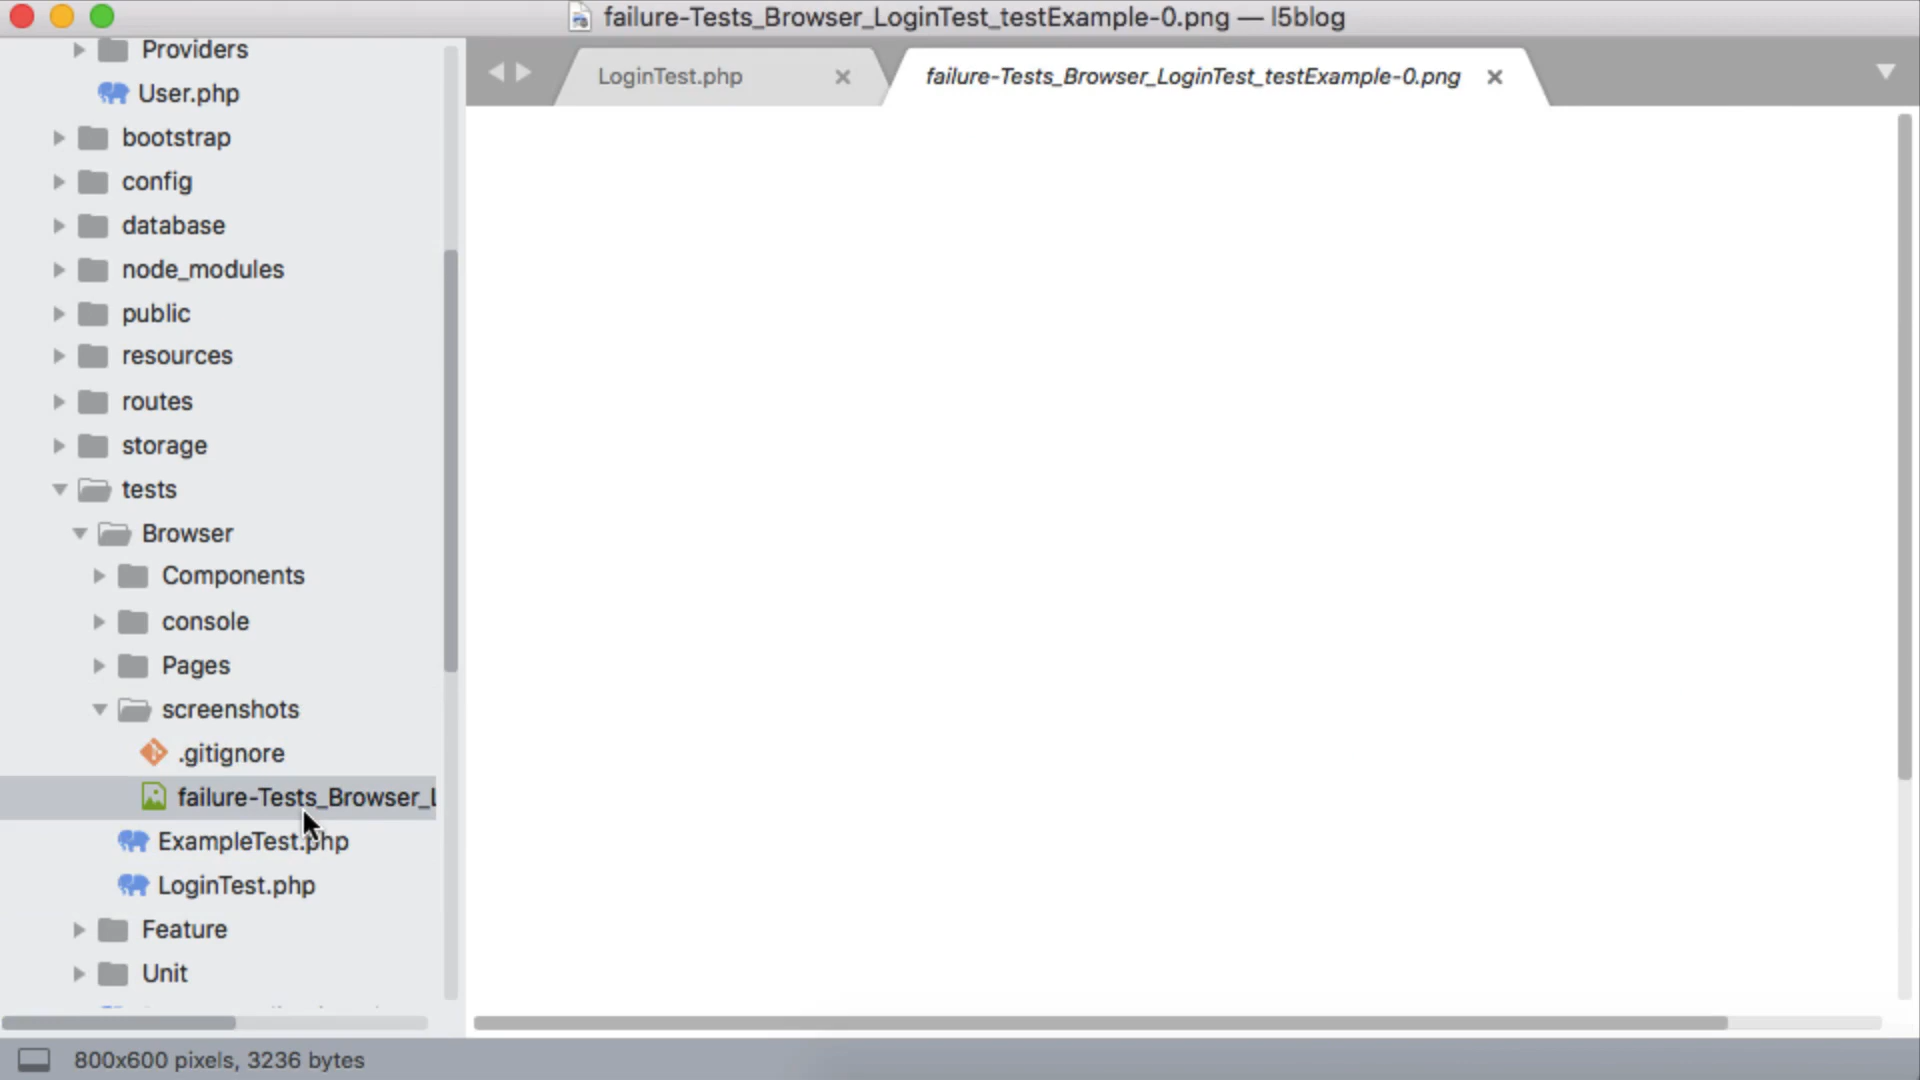 failure-Tests_Browser_LoginTest_testExample-0.png — l5blog
LoginTest.php
failure-Tests_Browser_LoginTest_testExample-0.png
Providers
User.php
bootstrap
config
database
node_modules
public
resources
routes
storage
tests
Browser
Components
console
Pages
screenshots
.gitignore
failure-Tests_Browser_L
ExampleTest.php
LoginTest.php
Feature
Unit
800x600 pixels, 3236 bytes